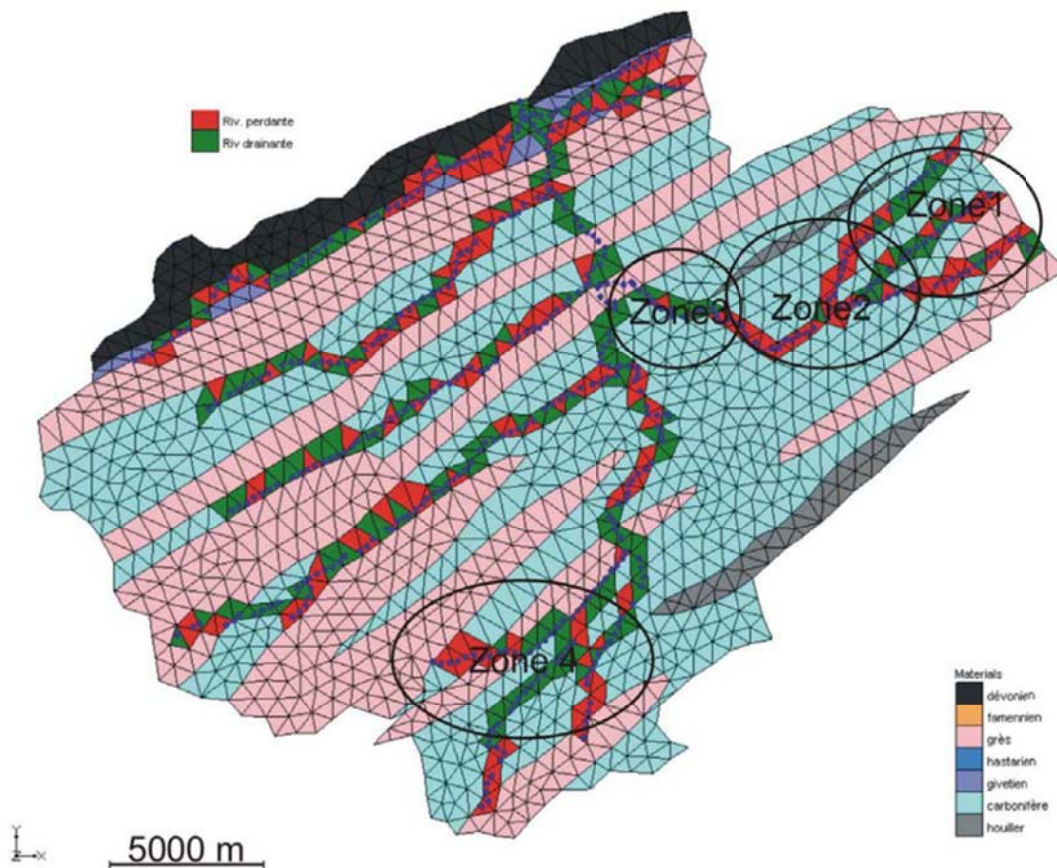 Riv. perdante
Riv drainante
Zone1
Zone2
Zone3
Zone 4
Materials
dévonien
famennien
grès
hastarien
givetien
carbonifère
houiller
Y
Z X
5000 m